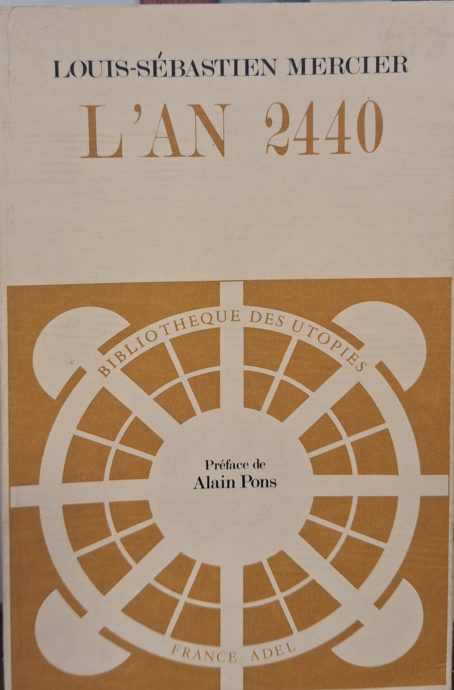 LOUIS-SÉBASTIEN MERCIER
L'AN 2440
BIBLIOTHEQUE DES UTOPIES
Préface de
Alain Pons
FRANCE ADEL